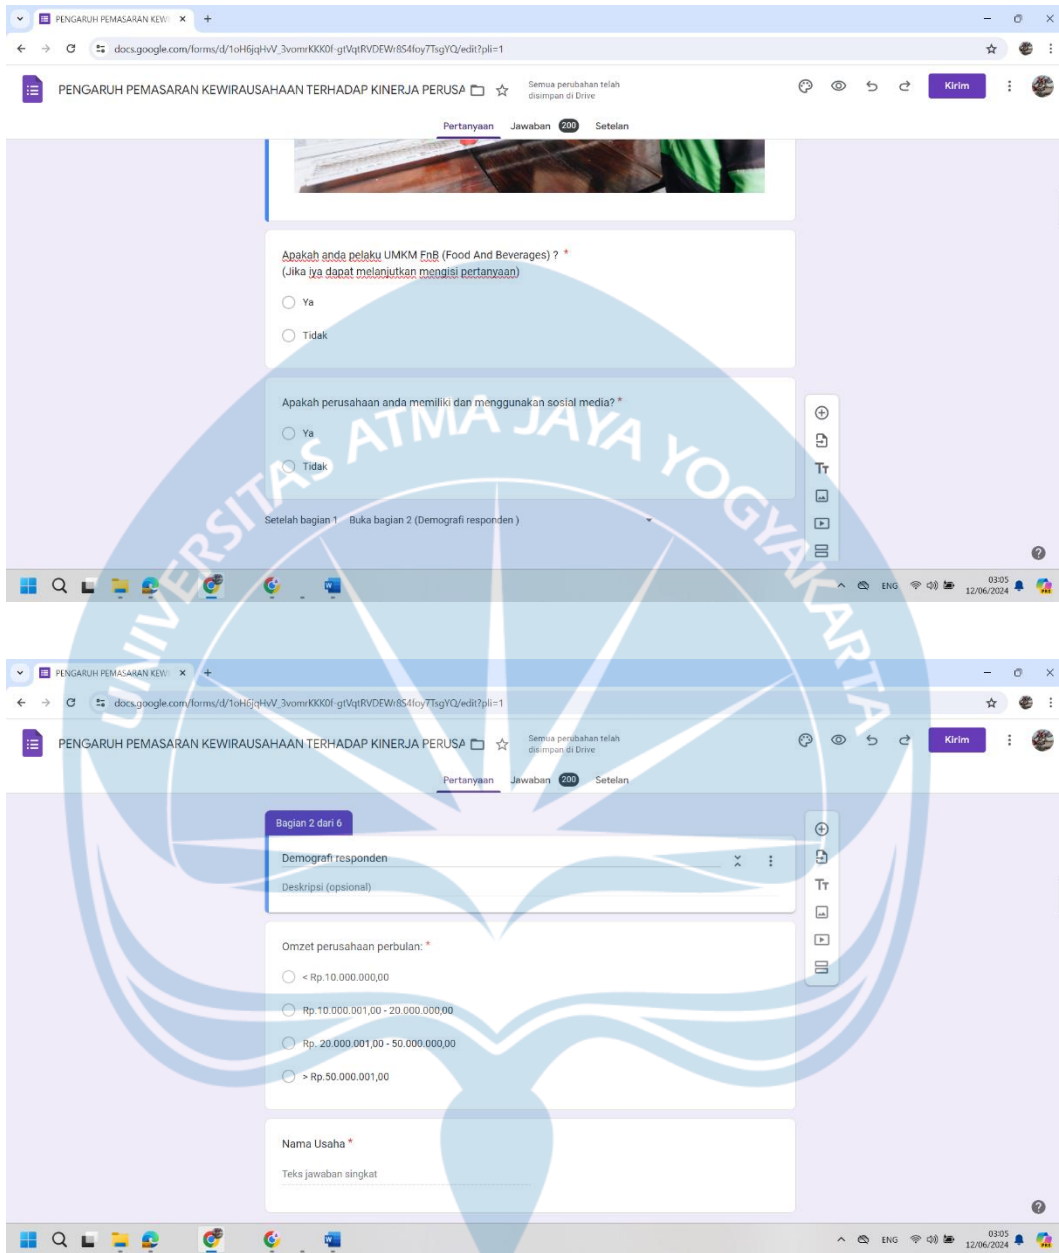 PENGARUH PEMASARAN KEWI
docs.google.com/forms/d/1oH6jqHvV_3vomrKKK0f-gtVqtRVDEWr8S4foy7TsgYQ/edit?pli=1
PENGARUH PEMASARAN KEWIRAUSAHAAN TERHADAP KINERJA PERUSA
Semua perubahan telah
disimpan di Drive
Kirim
Pertanyaan Jawaban 200 Setelan
Apakah anda pelaku UMKM FnB (Food And Beverages) ? *
(Jika iya dapat melanjutkan mengisi pertanyaan)
Ya
Tidak
Apakah perusahaan anda memiliki dan menggunakan sosial media? *
Ya
Tidak
Setelah bagian 1 Buka bagian 2 (Demografi responden )
ENG
03:05
12/06/2024
UNIVERSITAS ATMA JAYA YOGYAKARTA
PENGARUH PEMASARAN KEWI
docs.google.com/forms/d/1oH6jqHvV_3vomrKKK0f-gtVqtRVDEWr8S4foy7TsgYQ/edit?pli=1
PENGARUH PEMASARAN KEWIRAUSAHAAN TERHADAP KINERJA PERUSA
Semua perubahan telah
disimpan di Drive
Kirim
Pertanyaan Jawaban 200 Setelan
Bagian 2 dari 6
Demografi responden
Deskripsi (opsional)
Omzet perusahaan perbulan: *
< Rp.10.000.000,00
Rp.10.000.001,00 - 20.000.000,00
Rp. 20.000.001,00 - 50.000.000,00
> Rp.50.000.001,00
Nama Usaha *
Teks jawaban singkat
ENG
03:05
12/06/2024